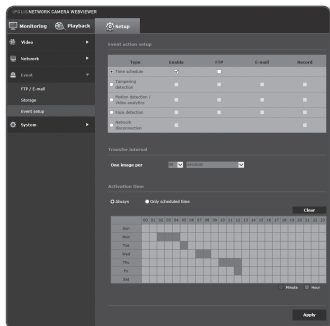 iPOLiS NETWORK CAMERA WEBVIEWER
Monitoring Playback Setup
Video
Network
Event
FTP / E-mail
Storage
Event setup
System
Event action setup
Type Enable FTP E-mail Record
Time schedule
Tampering detection
Motion detection / Video analytics
Face detection
Network disconnection
Transfer interval
One image per
Activation time
Always Only scheduled time
Clear
00 01 02 03 04 05 06 07 08 09 10 11 12 13 14 15 16 17 18 19 20 21 22 23
Sun
Mon
Tue
Wed
Thu
Fri
Sat
Minute Hour
Apply